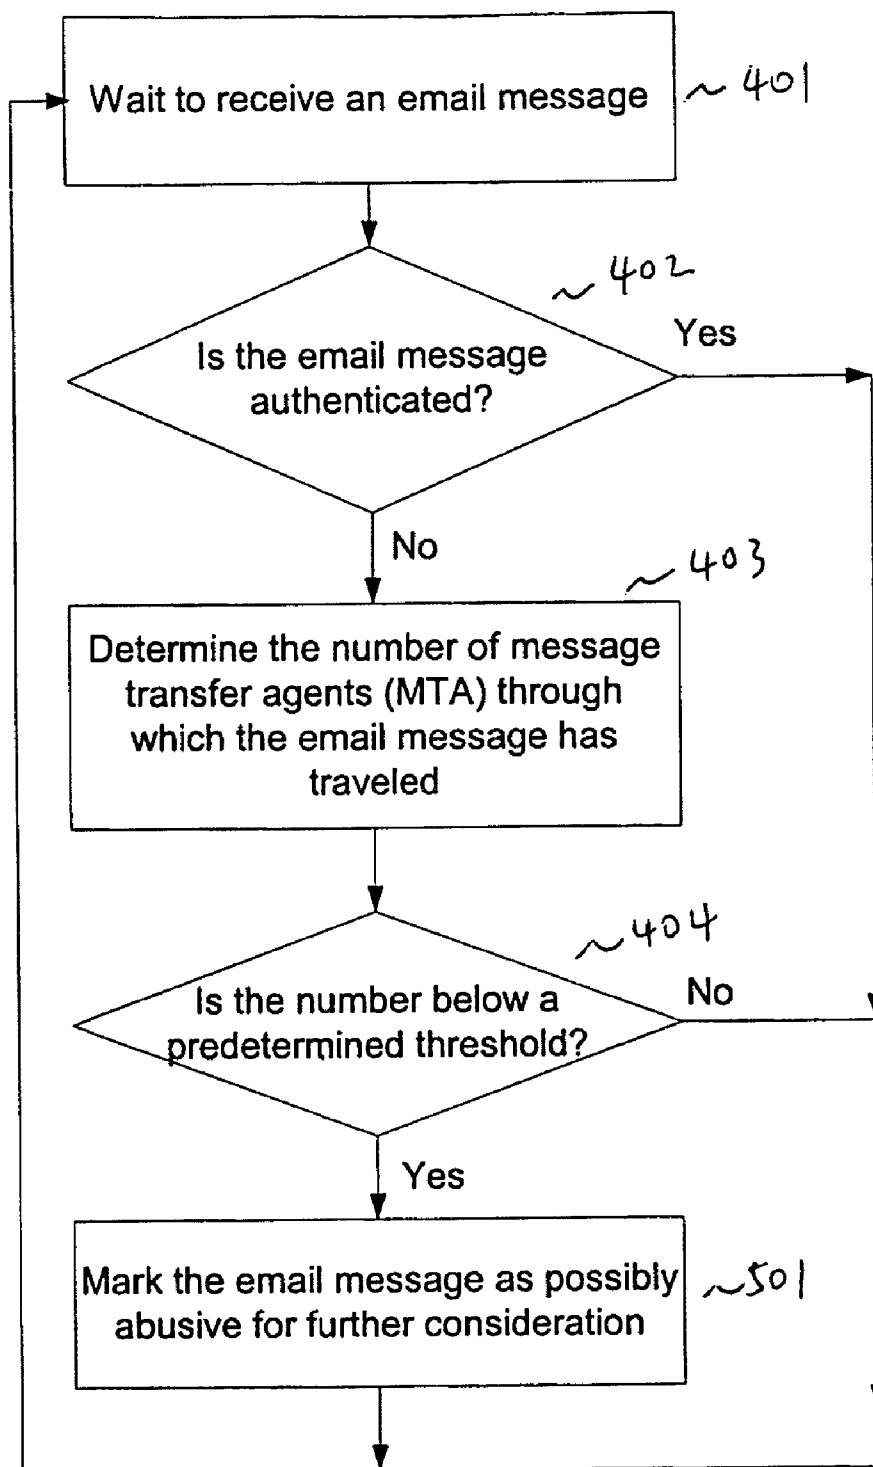 Wait to receive an email message
~ 401
~ 402
Is the email message
authenticated?
Yes
No
~ 403
Determine the number of message
transfer agents (MTA) through
which the email message has
traveled
~ 404
Is the number below a
predetermined threshold?
No
Yes
Mark the email message as possibly
abusive for further consideration
~ 501